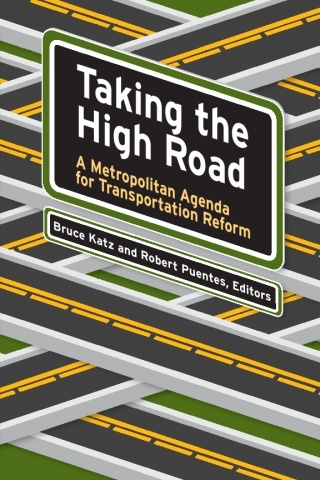 Taking the
High Road
A Metropolitan Agenda
for Transportation Reform
Bruce Katz and Robert Puentes, Editors